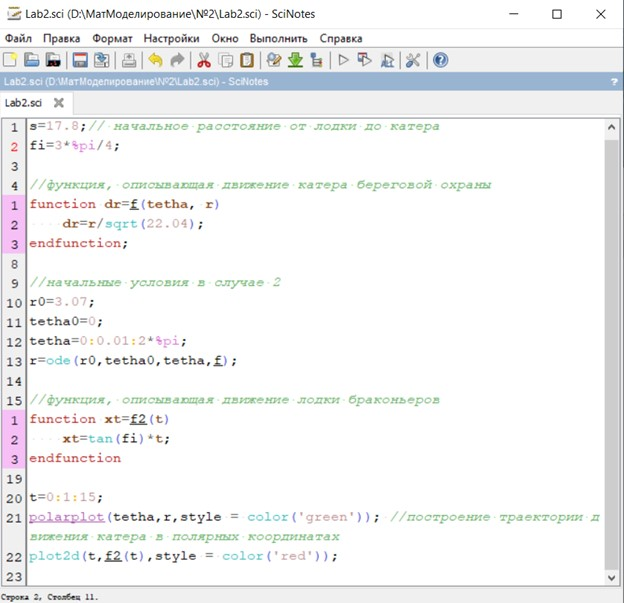 Lab2.sci (D:\МатМоделирование\№2\Lab2.sci) - SciNotes
Файл Правка Формат Настройки Окно Выполнить Справка
Lab2.sci (D:\МатМоделирование\№2\Lab2.sci) - SciNotes ?
Lab2.sci
1 s=17.8;// начальное расстояние от лодки до катера
2 fi=3*%pi/4;
3
4 //функция, описывающая движение катера береговой охраны
1 function dr=f(tetha, r)
2 dr=r/sqrt(22.04);
3 endfunction;
8
9 //начальные условия в случае 2
10 r0=3.07;
11 tetha0=0;
12 tetha=0:0.01:2*%pi;
13 r=ode(r0,tetha0,tetha,f);
14
15 //функция, описывающая движение лодки браконьеров
1 function xt=f2(t)
2 xt=tan(fi)*t;
3 endfunction
19
20 t=0:1:15;
21 polarplot(tetha,r,style = color('green')); //построение траектории д
вижения катера в полярных координатах
22 plot2d(t,f2(t),style = color('red'));
23
Строка 2, Столбец 11.